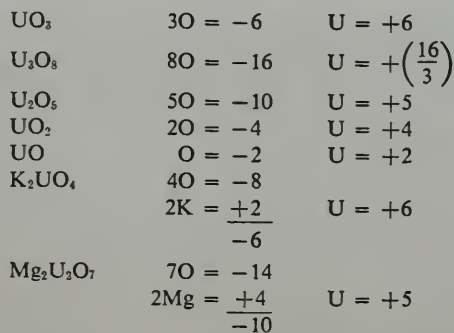 UO₃ 3O = −6 U = +6
U₃O₈ 8O = −16 U = +(16/3)
U₂O₅ 5O = −10 U = +5
UO₂ 2O = −4 U = +4
UO O = −2 U = +2
K₂UO₄ 4O = −8
2K = +2 U = +6
−6
Mg₂U₂O₇ 7O = −14
2Mg = +4 U = +5
−10